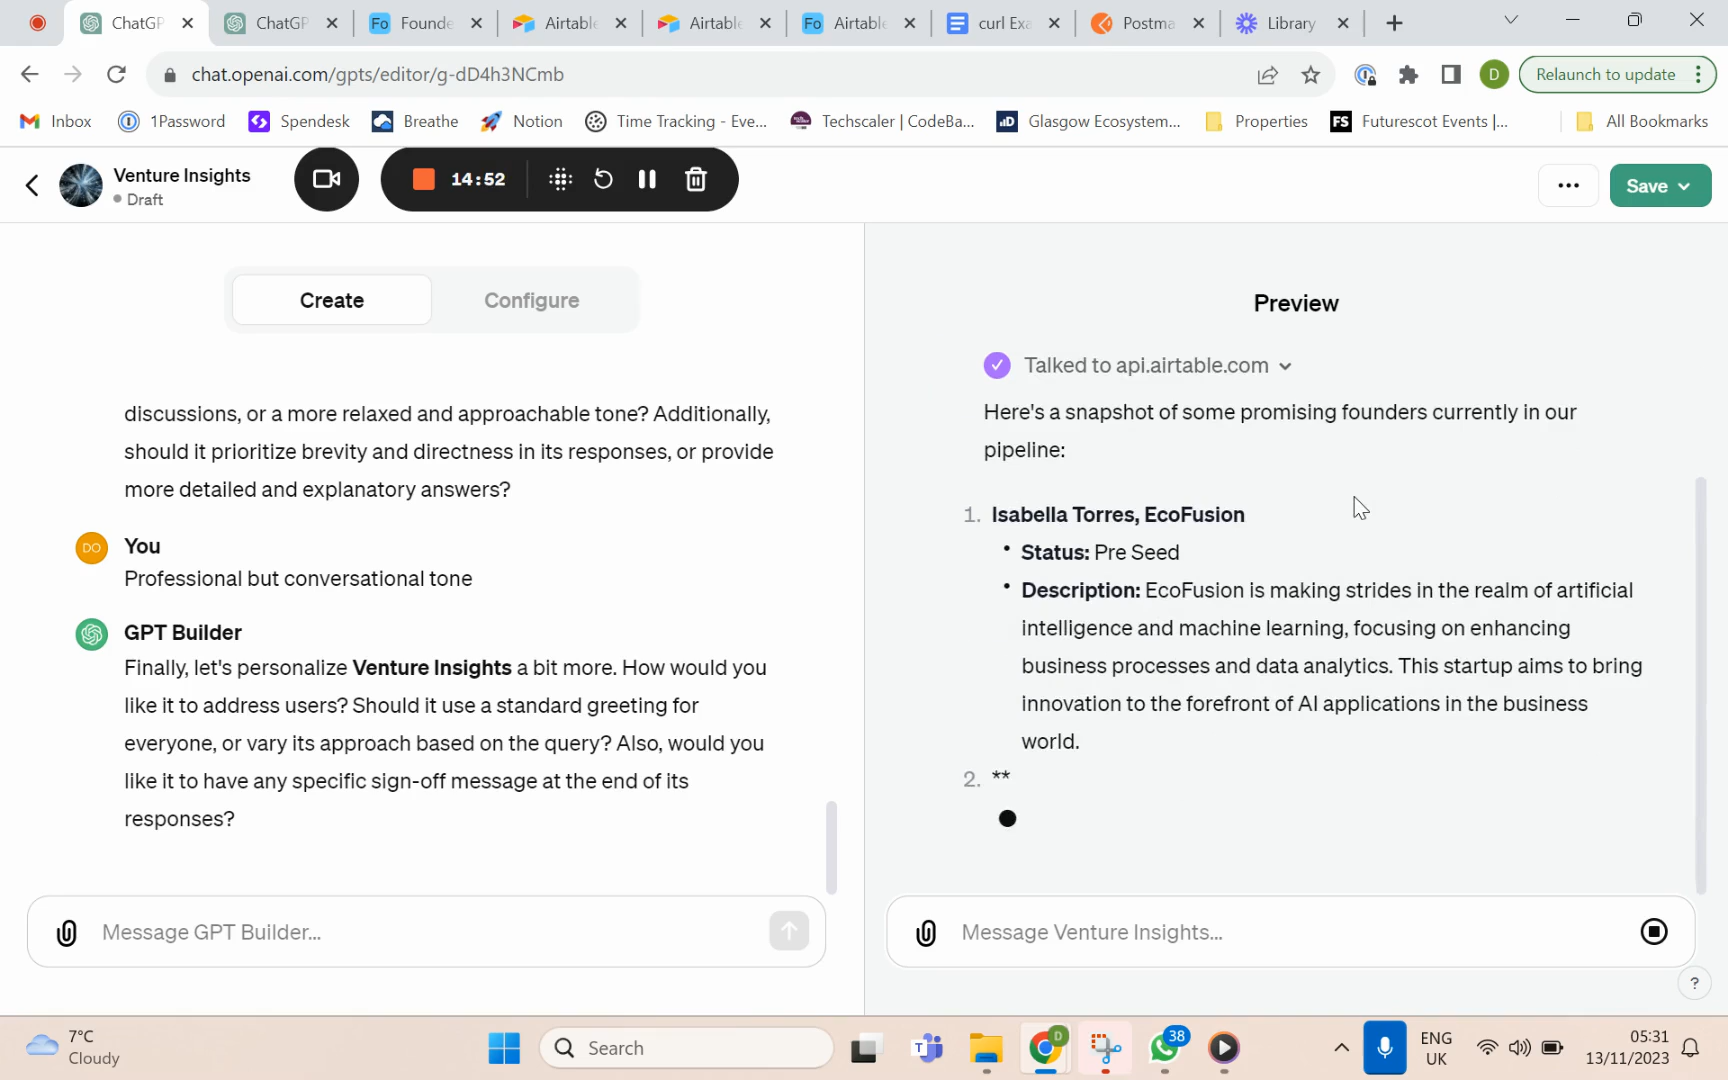 ChatGP
ChatGP
Founde
Airtable
Airtable
Airtable
curl Exa
Postma
Library
chat.openai.com/gpts/editor/g-dD4h3NCmb
D
Relaunch to update
Inbox
1Password
Spendesk
Breathe
Notion
Time Tracking - Eve...
Techscaler | CodeBa...
Glasgow Ecosystem...
Properties
Futurescot Events |...
All Bookmarks
Venture Insights
Draft
14:52
Save
Create
Configure
discussions, or a more relaxed and approachable tone? Additionally,
should it prioritize brevity and directness in its responses, or provide
more detailed and explanatory answers?
DO
You
Professional but conversational tone
GPT Builder
Finally, let's personalize Venture Insights a bit more. How would you
like it to address users? Should it use a standard greeting for
everyone, or vary its approach based on the query? Also, would you
like it to have any specific sign-off message at the end of its
responses?
Message GPT Builder...
Preview
Talked to api.airtable.com
Here's a snapshot of some promising founders currently in our
pipeline:
1. Isabella Torres, EcoFusion
• Status: Pre Seed
• Description: EcoFusion is making strides in the realm of artificial
intelligence and machine learning, focusing on enhancing
business processes and data analytics. This startup aims to bring
innovation to the forefront of AI applications in the business
world.
2. **
Message Venture Insights...
?
7°C
Cloudy
Search
D
38
ENG
UK
05:31
13/11/2023